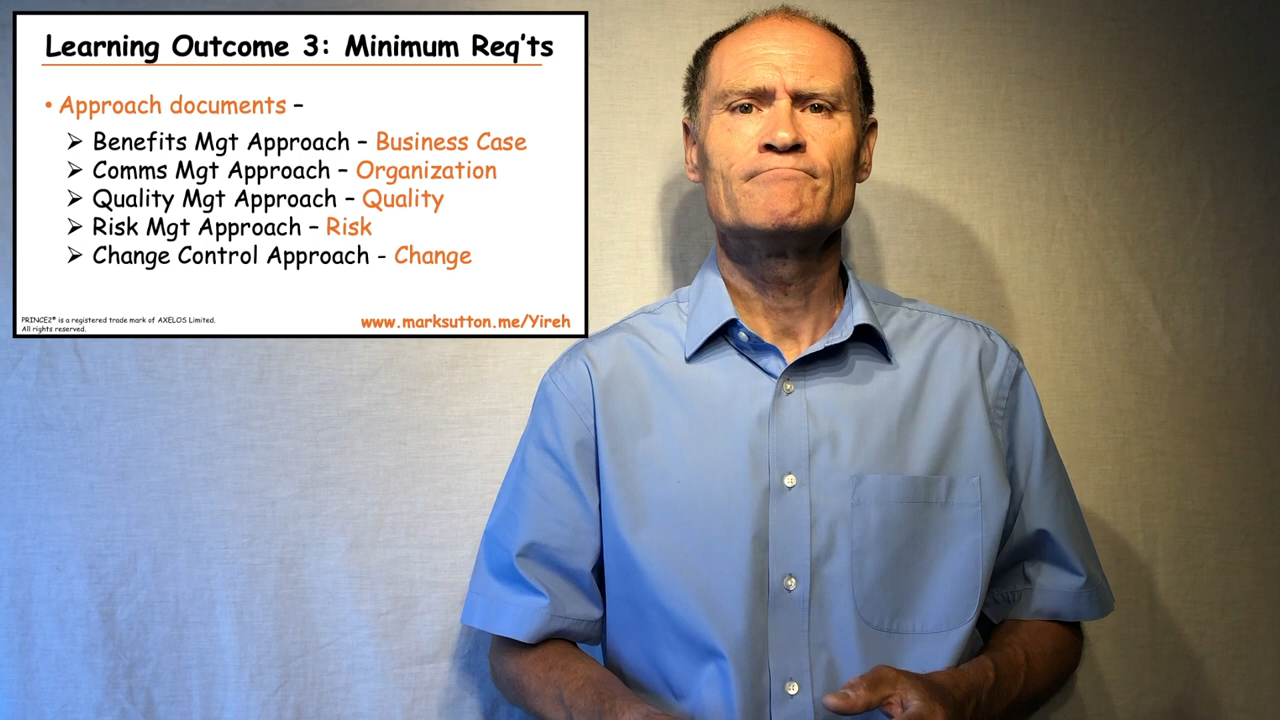 Learning Outcome 3: Minimum Req'ts
• Approach documents –
➢ Benefits Mgt Approach – Business Case
➢ Comms Mgt Approach – Organization
➢ Quality Mgt Approach – Quality
➢ Risk Mgt Approach – Risk
➢ Change Control Approach - Change
PRINCE2® is a registered trade mark of AXELOS Limited.
All rights reserved.
www.marksutton.me/Yireh